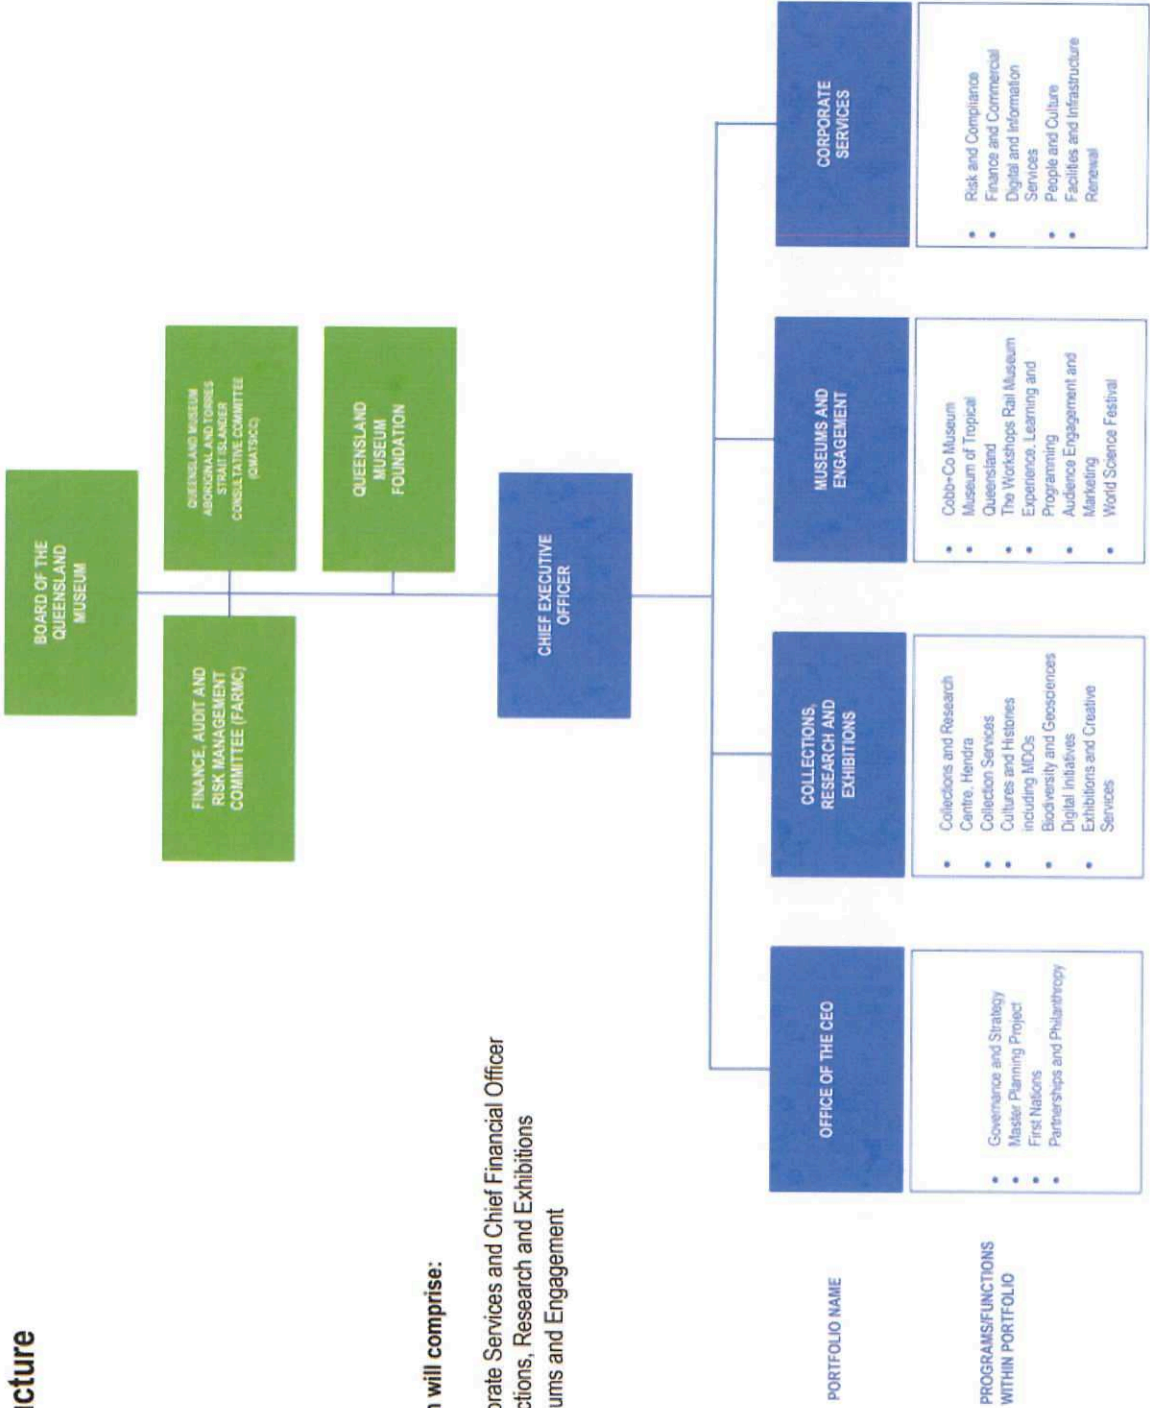 ucture
n will comprise:
orate Services and Chief Financial Officer
ctions, Research and Exhibitions
ums and Engagement
BOARD OF THE
QUEENSLAND
MUSEUM
FINANCE, AUDIT AND
RISK MANAGEMENT
COMMITTEE (FARMC)
QUEENSLAND MUSEUM
ABORIGINAL AND TORRES
STRAIT ISLANDER
CONSULTATIVE COMMITTEE
(QMATSICC)
QUEENSLAND
MUSEUM
FOUNDATION
CHIEF EXECUTIVE
OFFICER
PORTFOLIO NAME
OFFICE OF THE CEO
COLLECTIONS,
RESEARCH AND
EXHIBITIONS
MUSEUMS AND
ENGAGEMENT
CORPORATE
SERVICES
PROGRAMS/FUNCTIONS
WITHIN PORTFOLIO
• Governance and Strategy
• Master Planning Project
• First Nations
• Partnerships and Philanthropy
• Collections and Research
Centre, Hendra
• Collection Services
• Cultures and Histories
including MDOs
• Biodiversity and Geosciences
Digital Initiatives
• Exhibitions and Creative
Services
• Cobb+Co Museum
• Museum of Tropical
Queensland
• The Workshops Rail Museum
• Experience, Learning and
Programming
• Audience Engagement and
Marketing
• World Science Festival
• Risk and Compliance
• Finance and Commercial
Digital and Information
Services
• People and Culture
• Facilities and Infrastructure
Renewal